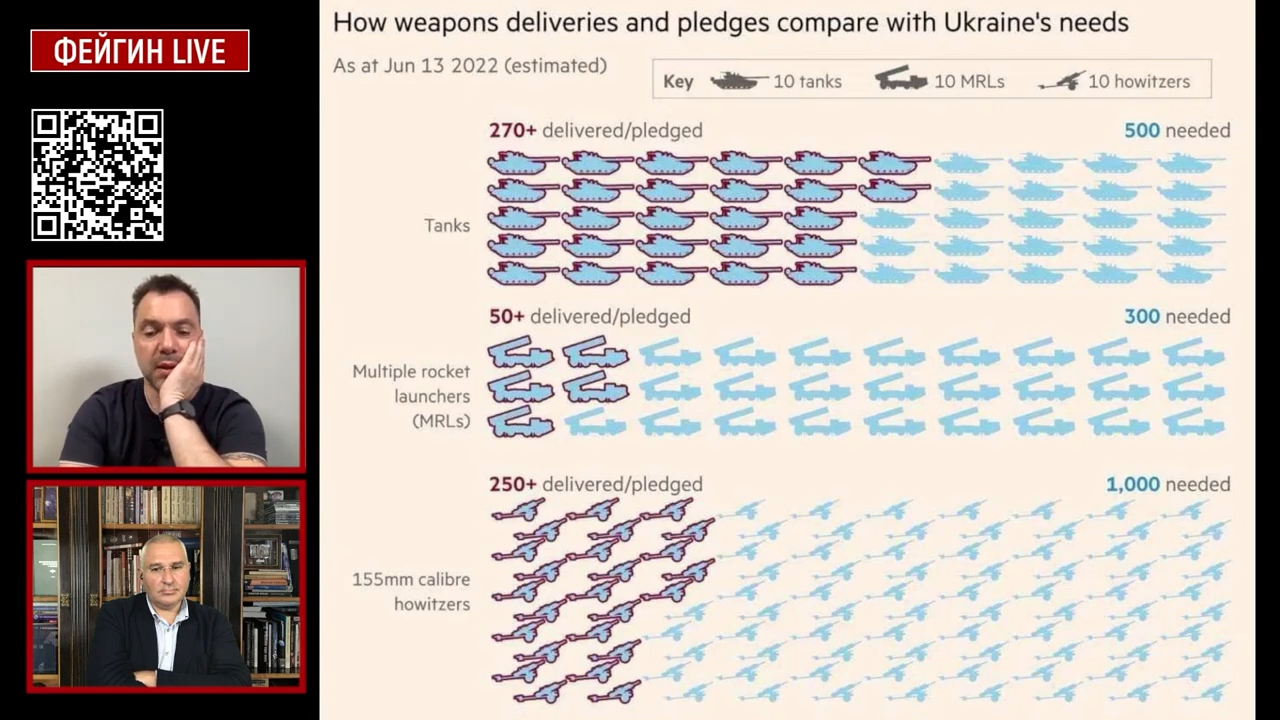 ФЕЙГИН LIVE
How weapons deliveries and pledges compare with Ukraine's needs
As at Jun 13 2022 (estimated)
Key 10 tanks 10 MRLs 10 howitzers
270+ delivered/pledged 500 needed
Tanks
50+ delivered/pledged 300 needed
Multiple rocket
launchers
(MRLs)
250+ delivered/pledged 1,000 needed
155mm calibre
howitzers